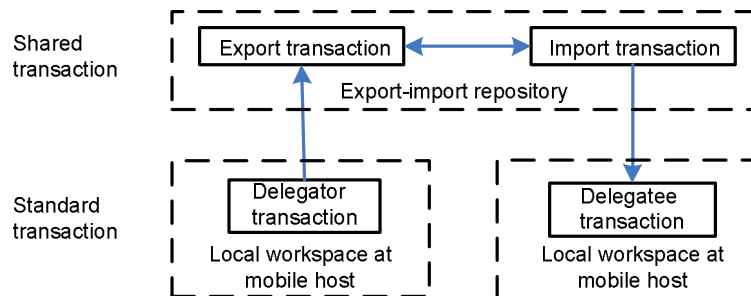 Shared
transaction
Export transaction
Import transaction
Export-import repository
Standard
transaction
Delegator
transaction
Local workspace at
mobile host
Delegatee
transaction
Local workspace at
mobile host